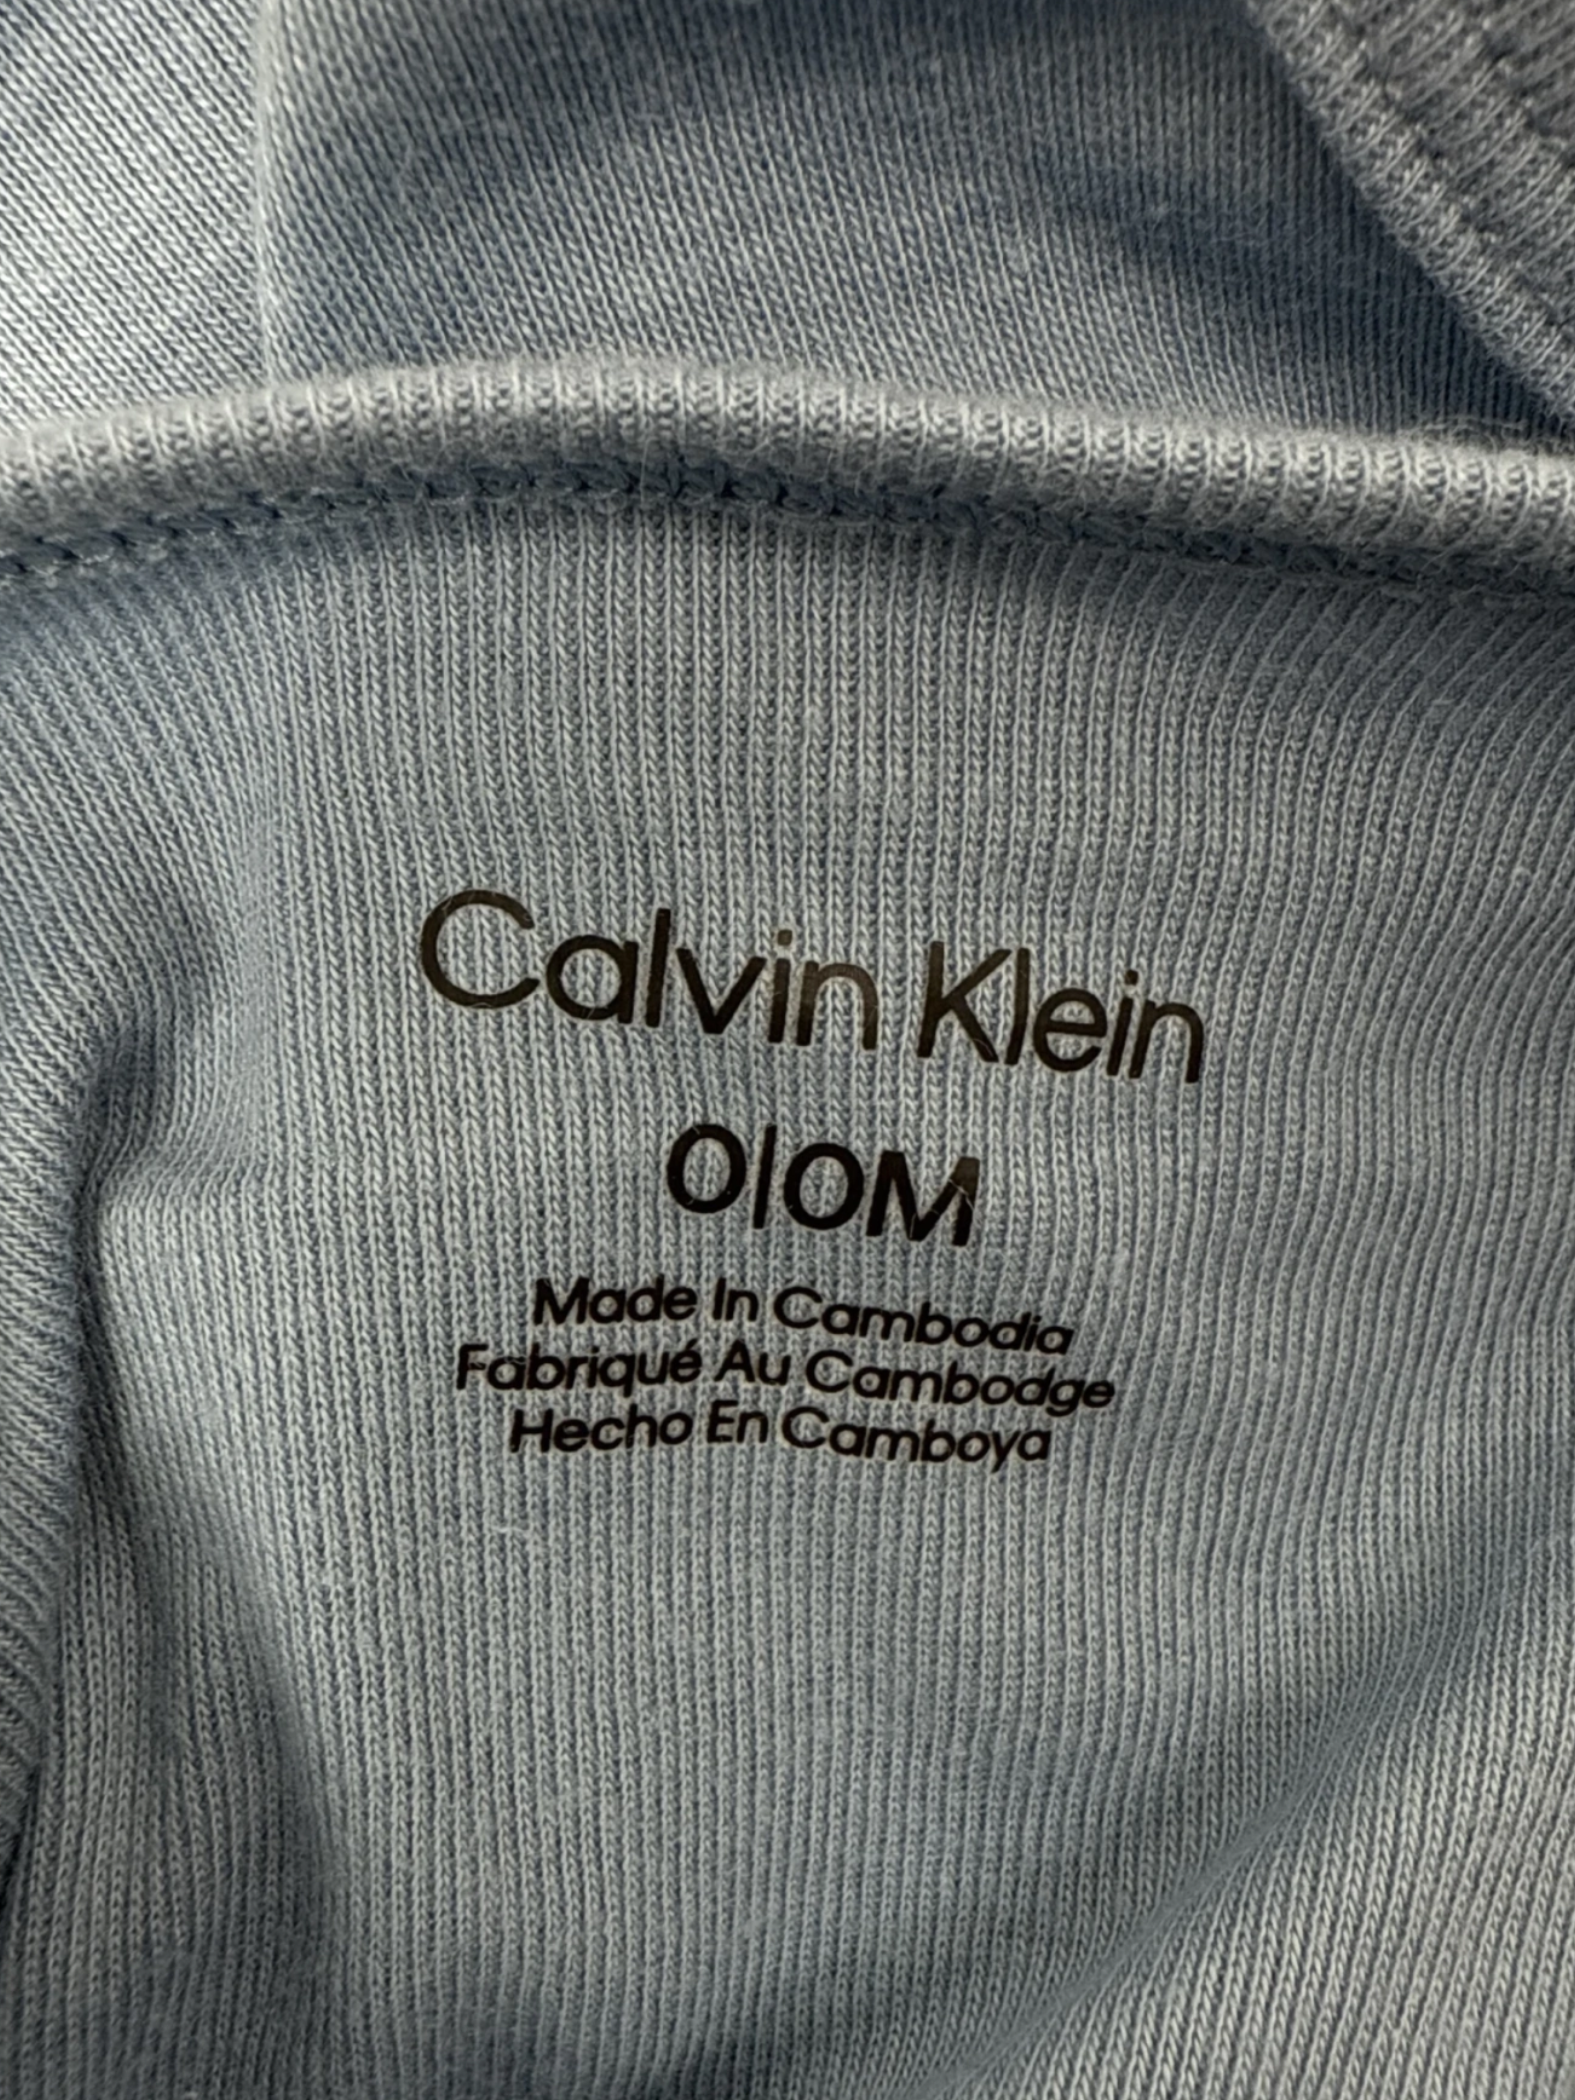 Calvin Klein
0|0M
Made In Cambodia
Fabriqué Au Cambodge
Hecho En Camboya